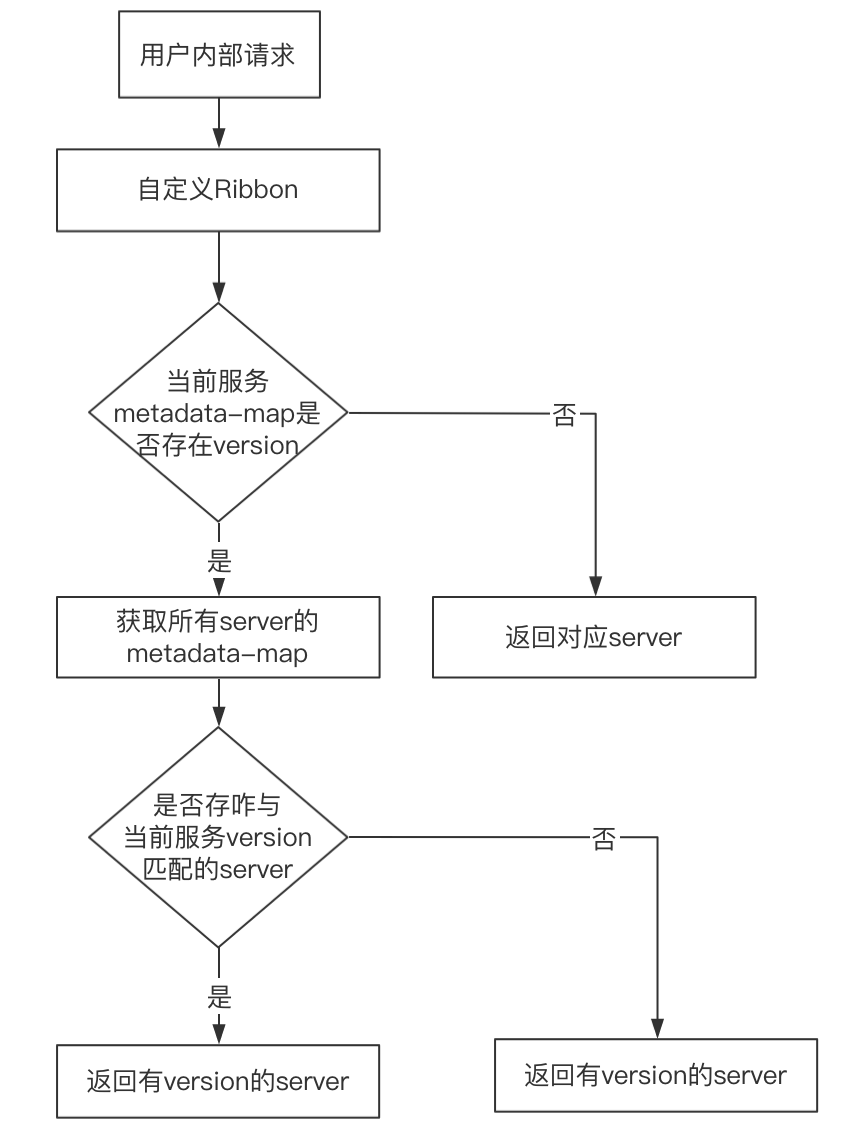 用户内部请求
自定义Ribbon
当前服务
metadata-map是
否存在version
否
是
获取所有server的
metadata-map
返回对应server
是否存咋与
当前服务version
匹配的server
否
是
返回有version的server
返回有version的server